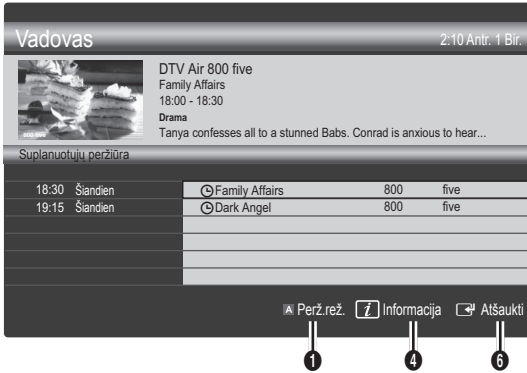 Vadovas 2:10 Antr. 1 Bir.
DTV Air 800 five
Family Affairs
18:00 - 18:30
Drama
Tanya confesses all to a stunned Babs. Conrad is anxious to hear...
800 five
Suplanuotųjų peržiūra
18:30 Šiandien Family Affairs 800 five
19:15 Šiandien Dark Angel 800 five
A Perž.rež. i Informacija Atšaukti
1 4 6